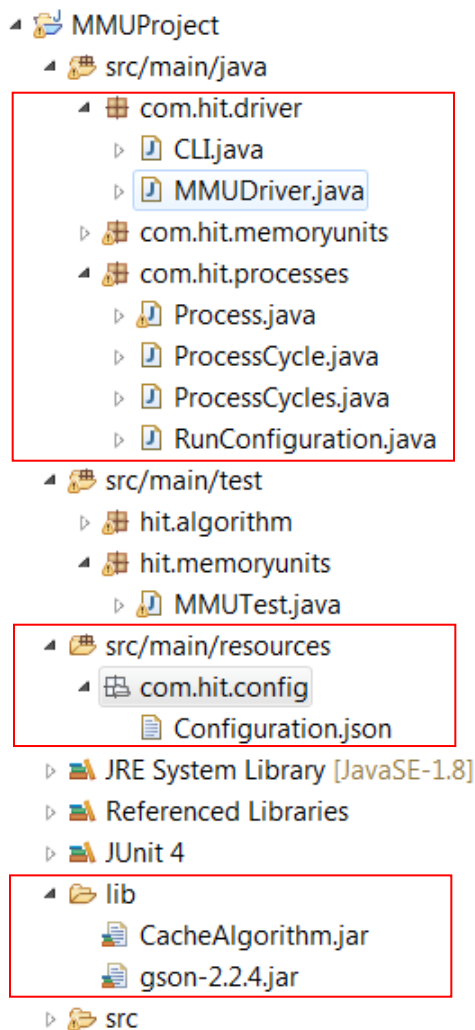 MMUProject
src/main/java
com.hit.driver
CLI.java
MMUDriver.java
com.hit.memoryunits
com.hit.processes
Process.java
ProcessCycle.java
ProcessCycles.java
RunConfiguration.java
src/main/test
hit.algorithm
hit.memoryunits
MMUTest.java
src/main/resources
com.hit.config
Configuration.json
JRE System Library [JavaSE-1.8]
Referenced Libraries
JUnit 4
lib
CacheAlgorithm.jar
gson-2.2.4.jar
src